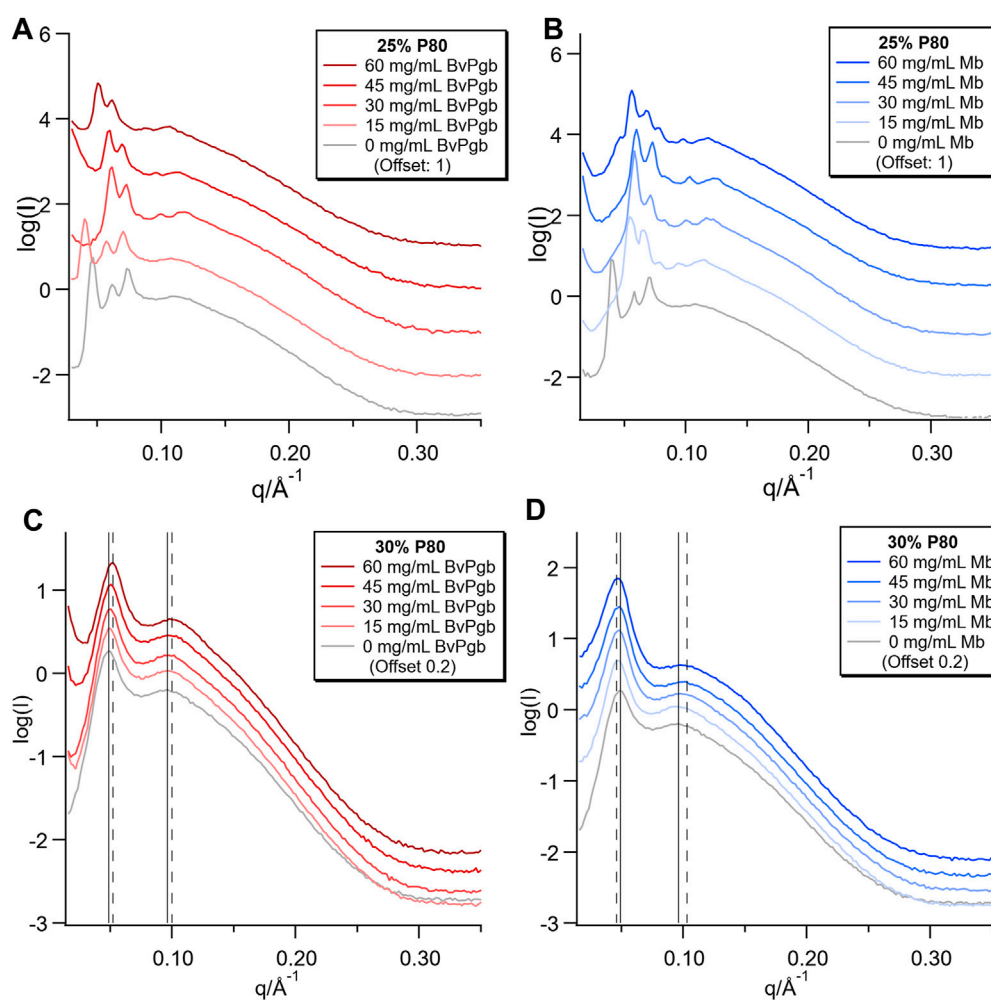 A
25% P80
60 mg/mL BvPgb
45 mg/mL BvPgb
30 mg/mL BvPgb
15 mg/mL BvPgb
0 mg/mL BvPgb
(Offset: 1)
6
4
2
0
-2
log(I)
0.10
0.20
0.30
q/Å⁻¹
B
25% P80
60 mg/mL Mb
45 mg/mL Mb
30 mg/mL Mb
15 mg/mL Mb
0 mg/mL Mb
(Offset: 1)
6
4
2
0
-2
log(I)
0.10
0.20
0.30
q/Å⁻¹
C
30% P80
60 mg/mL BvPgb
45 mg/mL BvPgb
30 mg/mL BvPgb
15 mg/mL BvPgb
0 mg/mL BvPgb
(Offset 0.2)
1
0
-1
-2
-3
log(I)
0.10
0.20
0.30
q/Å⁻¹
D
30% P80
60 mg/mL Mb
45 mg/mL Mb
30 mg/mL Mb
15 mg/mL Mb
0 mg/mL Mb
(Offset 0.2)
2
1
0
-1
-2
-3
log(I)
0.10
0.20
0.30
q/Å⁻¹